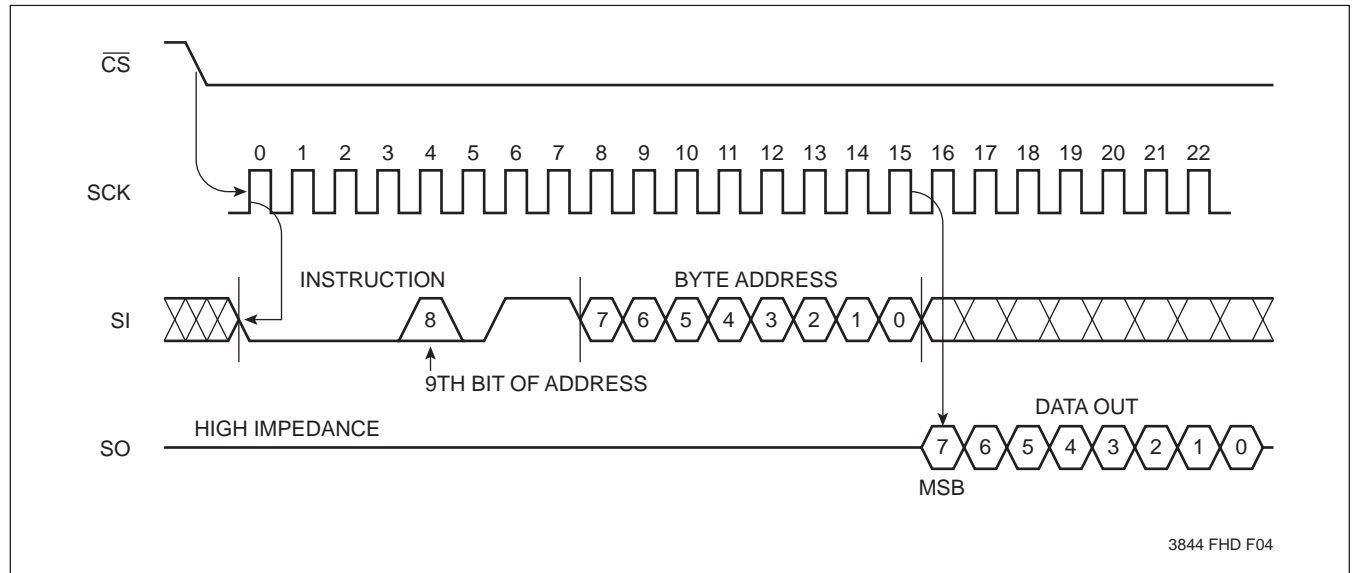 CS
0 1 2 3 4 5 6 7 8 9 10 11 12 13 14 15 16 17 18 19 20 21 22
SCK
INSTRUCTION
BYTE ADDRESS
SI
8
7 6 5 4 3 2 1 0
9TH BIT OF ADDRESS
DATA OUT
HIGH IMPEDANCE
SO
7 6 5 4 3 2 1 0
MSB
3844 FHD F04